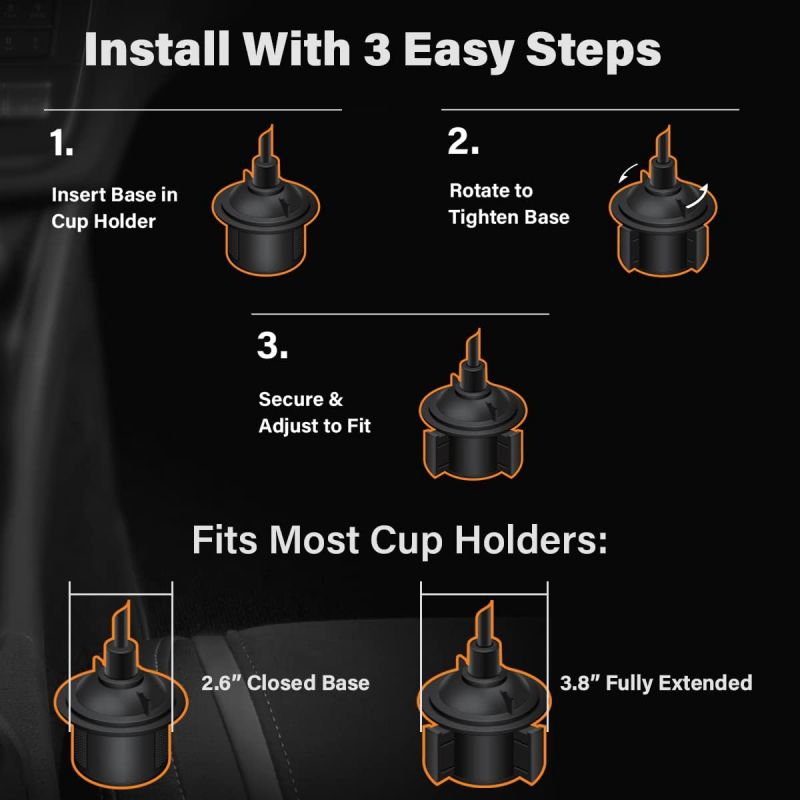 Install With 3 Easy Steps
1.
Insert Base in
Cup Holder
2.
Rotate to
Tighten Base
3.
Secure &
Adjust to Fit
Fits Most Cup Holders:
2.6” Closed Base
3.8” Fully Extended